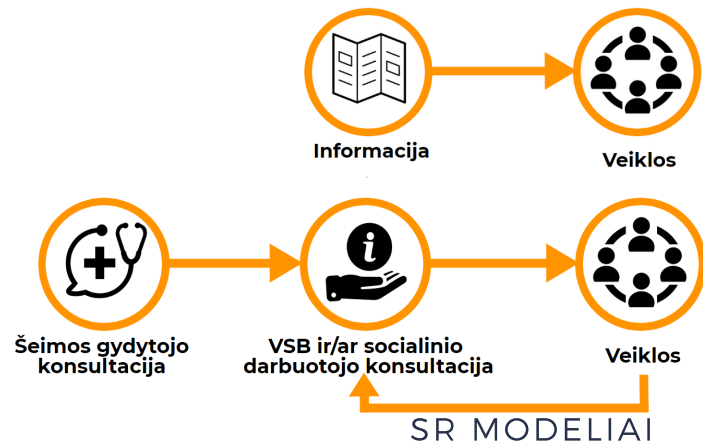 Informacija
Veiklos
Šeimos gydytojo
konsultacija
VSB ir/ar socialinio
darbuotojo konsultacija
Veiklos
SR MODELIAI